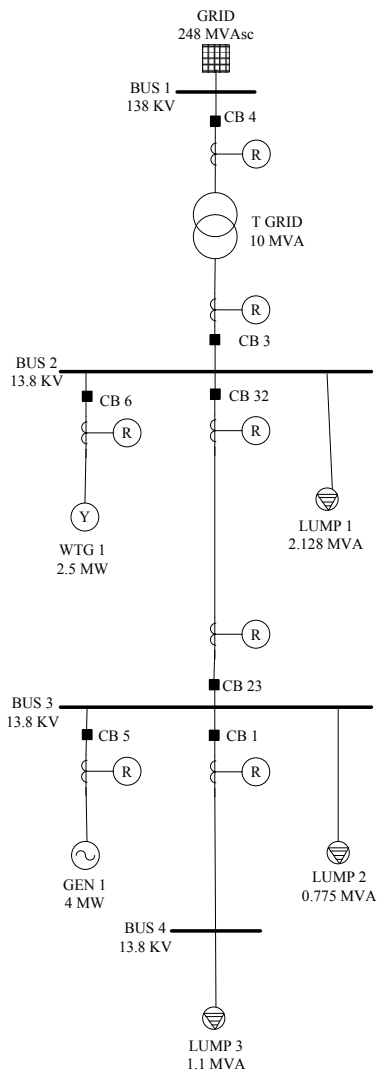 GRID
248 MVAsc
BUS 1
138 KV
CB 4
R
T GRID
10 MVA
R
CB 3
BUS 2
13.8 KV
CB 6
CB 32
R
R
Y
WTG 1
2.5 MW
LUMP 1
2.128 MVA
R
CB 23
BUS 3
13.8 KV
CB 5
CB 1
R
R
GEN 1
4 MW
LUMP 2
0.775 MVA
BUS 4
13.8 KV
LUMP 3
1.1 MVA